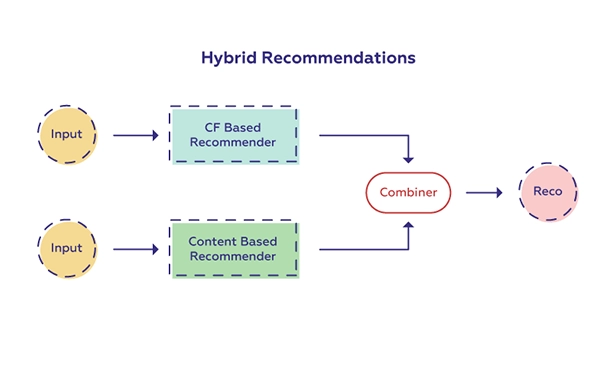 Hybrid Recommendations
Input
CF Based
Recommender
Combiner
Reco
Input
Content Based
Recommender